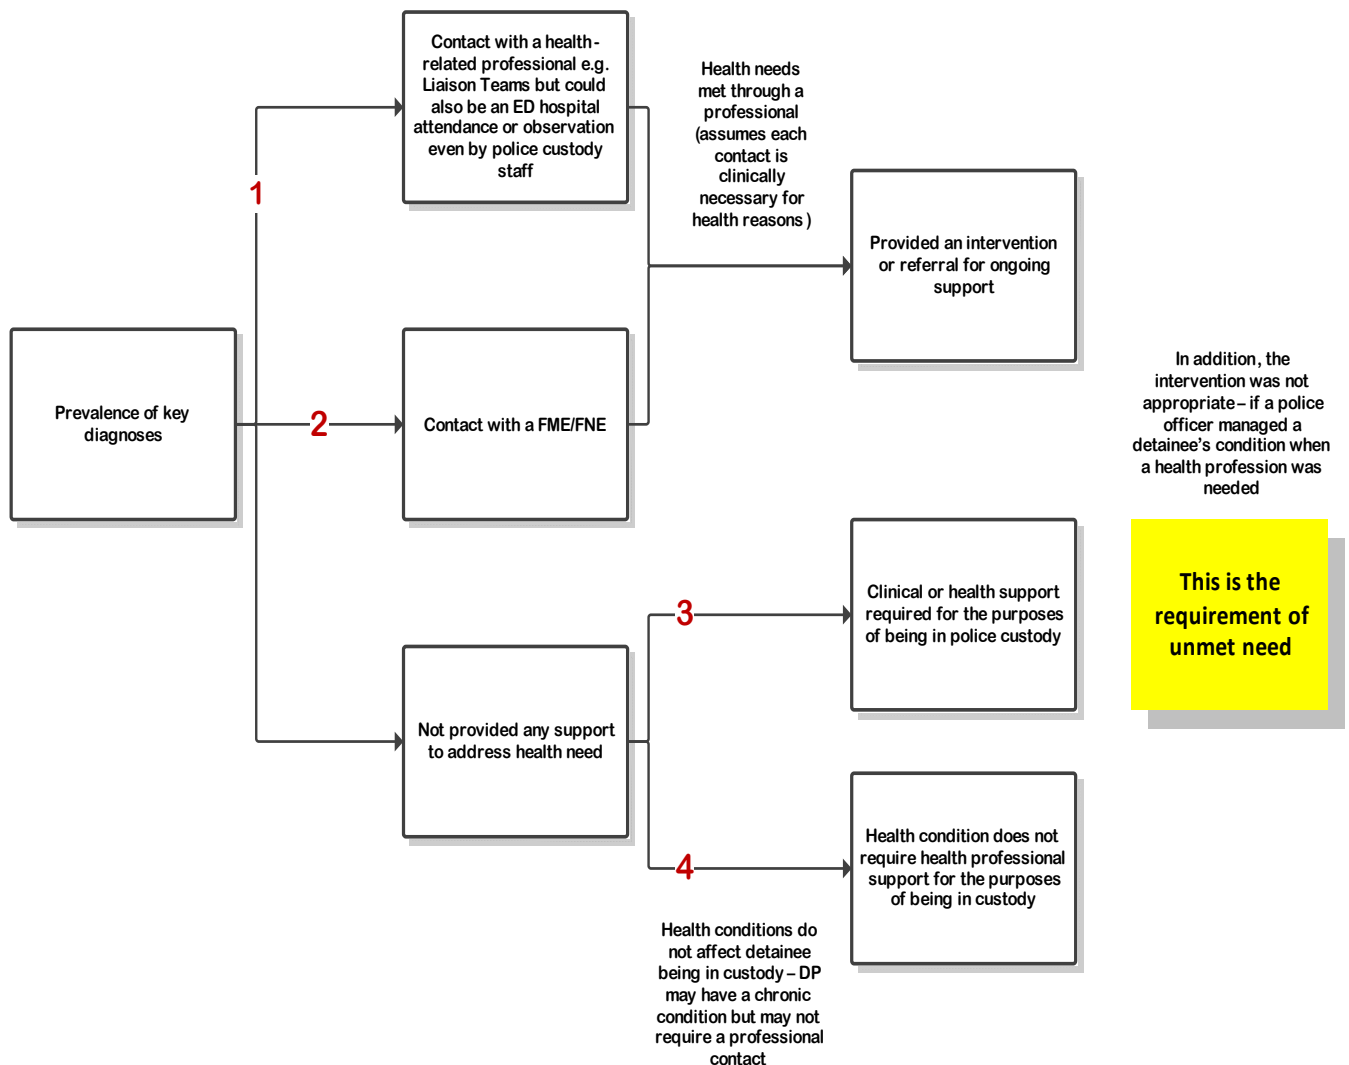 Contact with a health-
related professional e.g.
Liaison Teams but could
also be an ED hospital
attendance or observation
even by police custody
staff
Health needs
met through a
professional
(assumes each
contact is
clinically
necessary for
health reasons)
1
Provided an intervention
or referral for ongoing
support
Prevalence of key
diagnoses
2
Contact with a FME/FNE
In addition, the
intervention was not
appropriate – if a police
officer managed a
detainee's condition when
a health profession was
needed
3
Clinical or health support
required for the purposes
of being in police custody
This is the
requirement of
unmet need
Not provided any support
to address health need
4
Health condition does not
require health professional
support for the purposes
of being in custody
Health conditions do
not affect detainee
being in custody – DP
may have a chronic
condition but may not
require a professional
contact